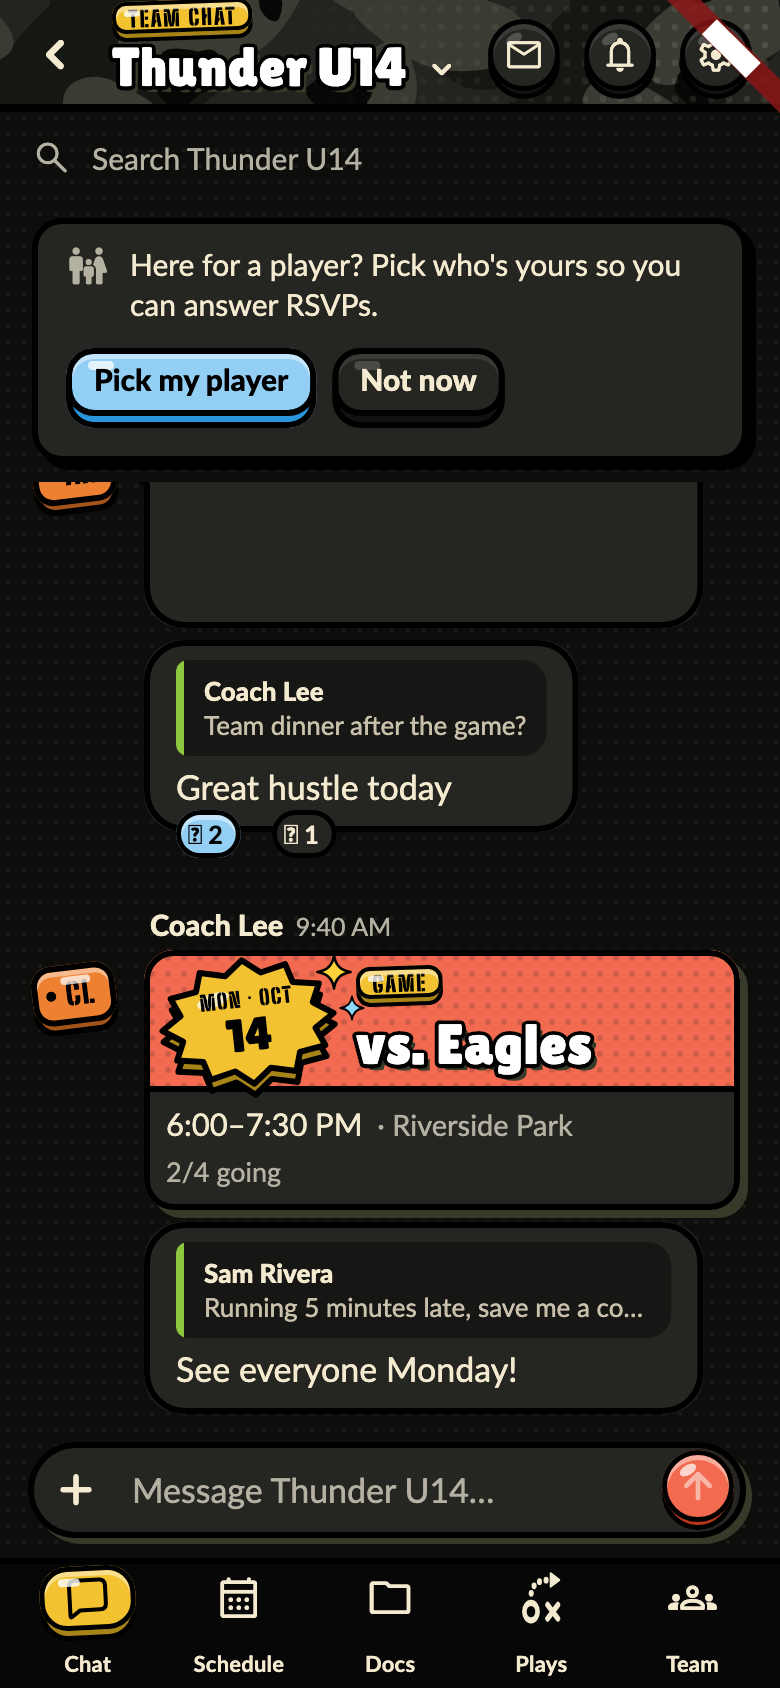 TEAM CHAT
Thunder U14
Search Thunder U14
Here for a player? Pick who's yours so you
can answer RSVPs.
Pick my player
Not now
Coach Lee
Team dinner after the game?
Great hustle today
2
1
Coach Lee 9:40 AM
CL
MON · OCT
14
GAME
vs. Eagles
6:00–7:30 PM · Riverside Park
2/4 going
Sam Rivera
Running 5 minutes late, save me a co...
See everyone Monday!
Message Thunder U14...
Chat
Schedule
Docs
Plays
Team